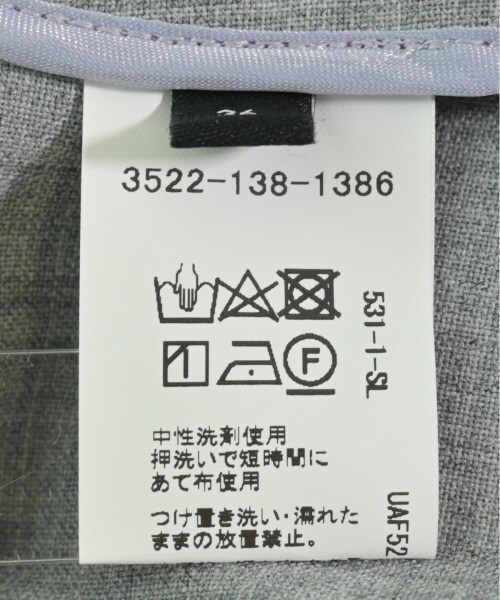 3522-138-1386
531-1-SL
F
中性洗剤使用
押洗いで短時間に
あて布使用
つけ置き洗い・濡れた
ままの放置禁止。
UAF52